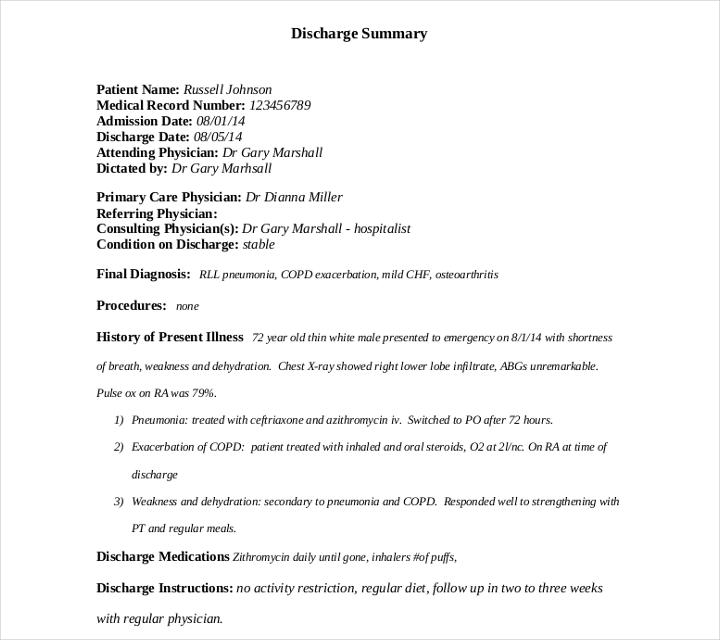 Discharge Summary
Patient Name: Russell Johnson
Medical Record Number: 123456789
Admission Date: 08/01/14
Discharge Date: 08/05/14
Attending Physician: Dr Gary Marshall
Dictated by: Dr Gary Marhsall
Primary Care Physician: Dr Dianna Miller
Referring Physician:
Consulting Physician(s): Dr Gary Marshall - hospitalist
Condition on Discharge: stable
Final Diagnosis: RLL pneumonia, COPD exacerbation, mild CHF, osteoarthritis
Procedures: none
History of Present Illness 72 year old thin white male presented to emergency on 8/1/14 with shortness
of breath, weakness and dehydration. Chest X-ray showed right lower lobe infiltrate, ABGs unremarkable.
Pulse ox on RA was 79%.
1) Pneumonia: treated with ceftriaxone and azithromycin iv. Switched to PO after 72 hours.
2) Exacerbation of COPD: patient treated with inhaled and oral steroids, O2 at 2l/nc. On RA at time of
discharge
3) Weakness and dehydration: secondary to pneumonia and COPD. Responded well to strengthening with
PT and regular meals.
Discharge Medications Zithromycin daily until gone, inhalers #of puffs,
Discharge Instructions: no activity restriction, regular diet, follow up in two to three weeks
with regular physician.